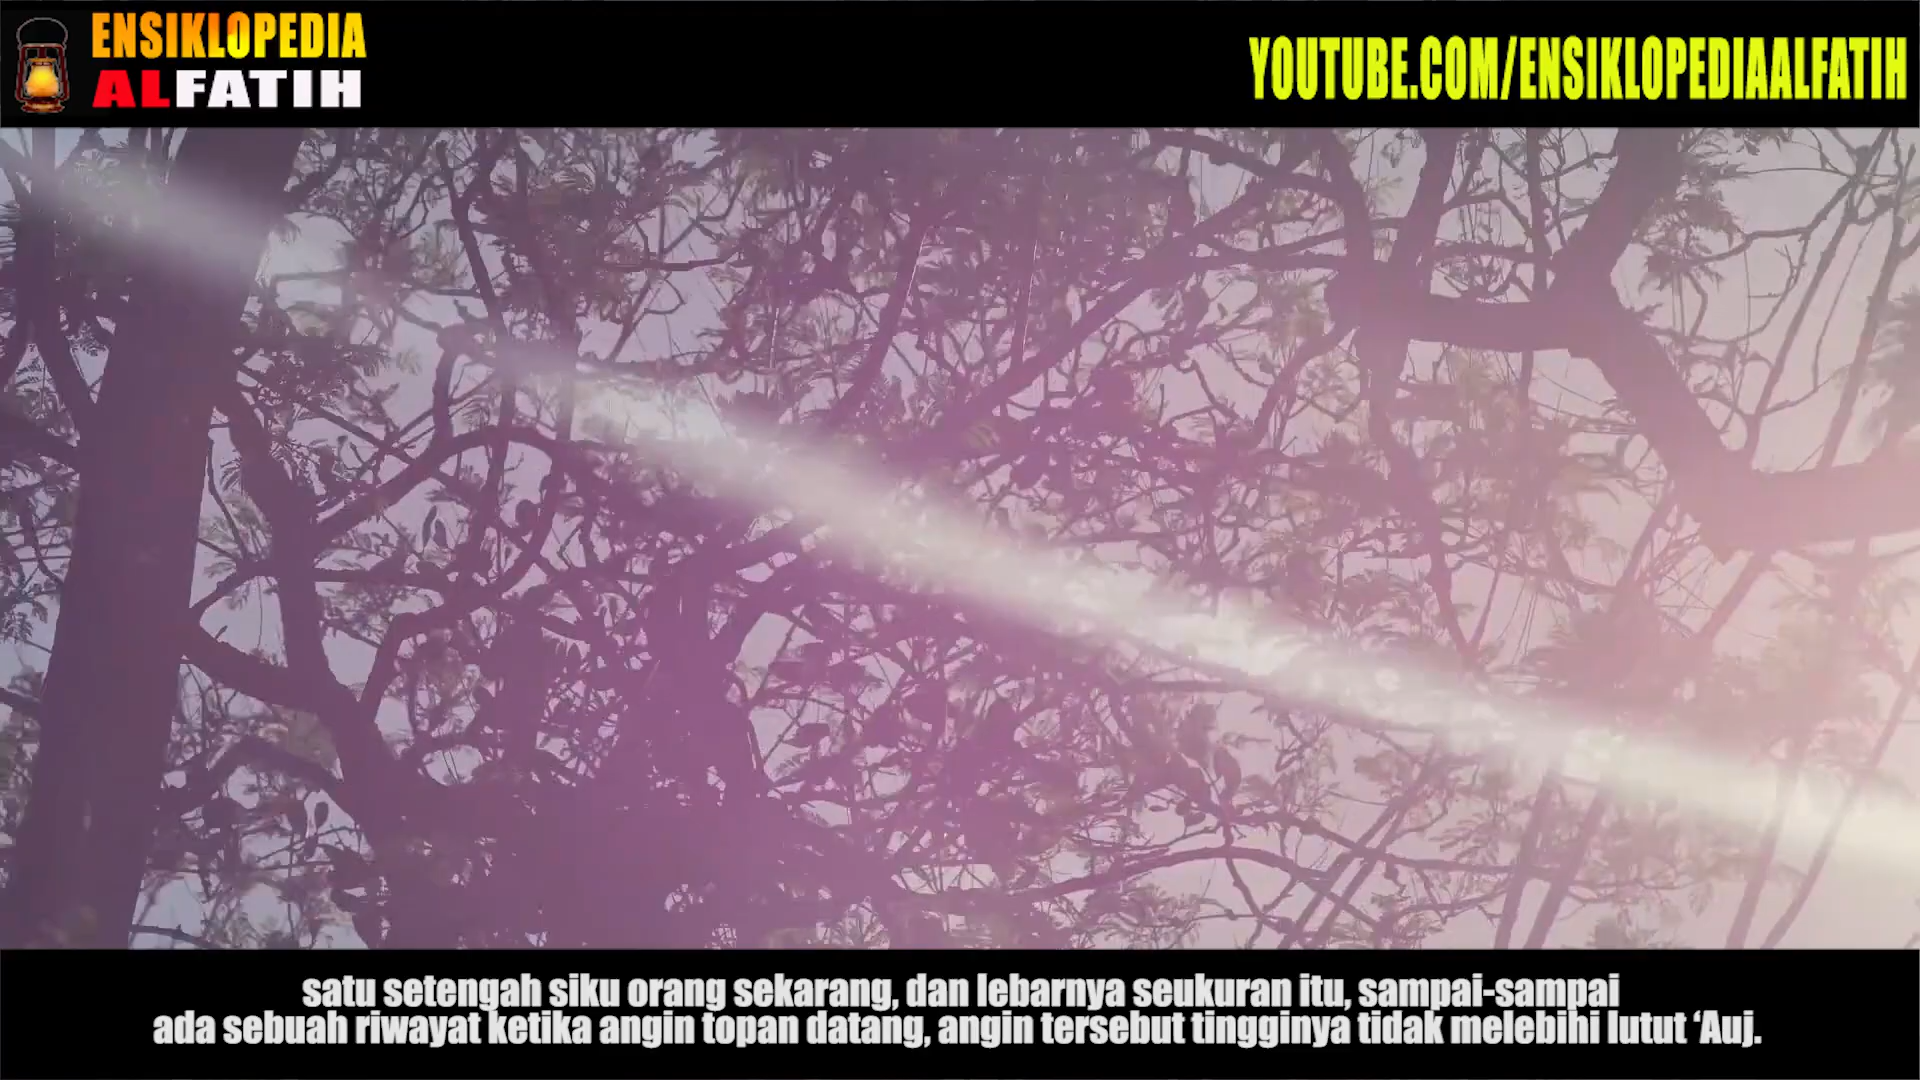 ENSIKLOPEDIA
ALFATIH
YOUTUBE.COM/ENSIKLOPEDIAALFATIH
satu setengah siku orang sekarang, dan lebarnya seukuran itu, sampai-sampai
ada sebuah riwayat ketika angin topan datang, angin tersebut tingginya tidak melebihi lutut ‘Auj.